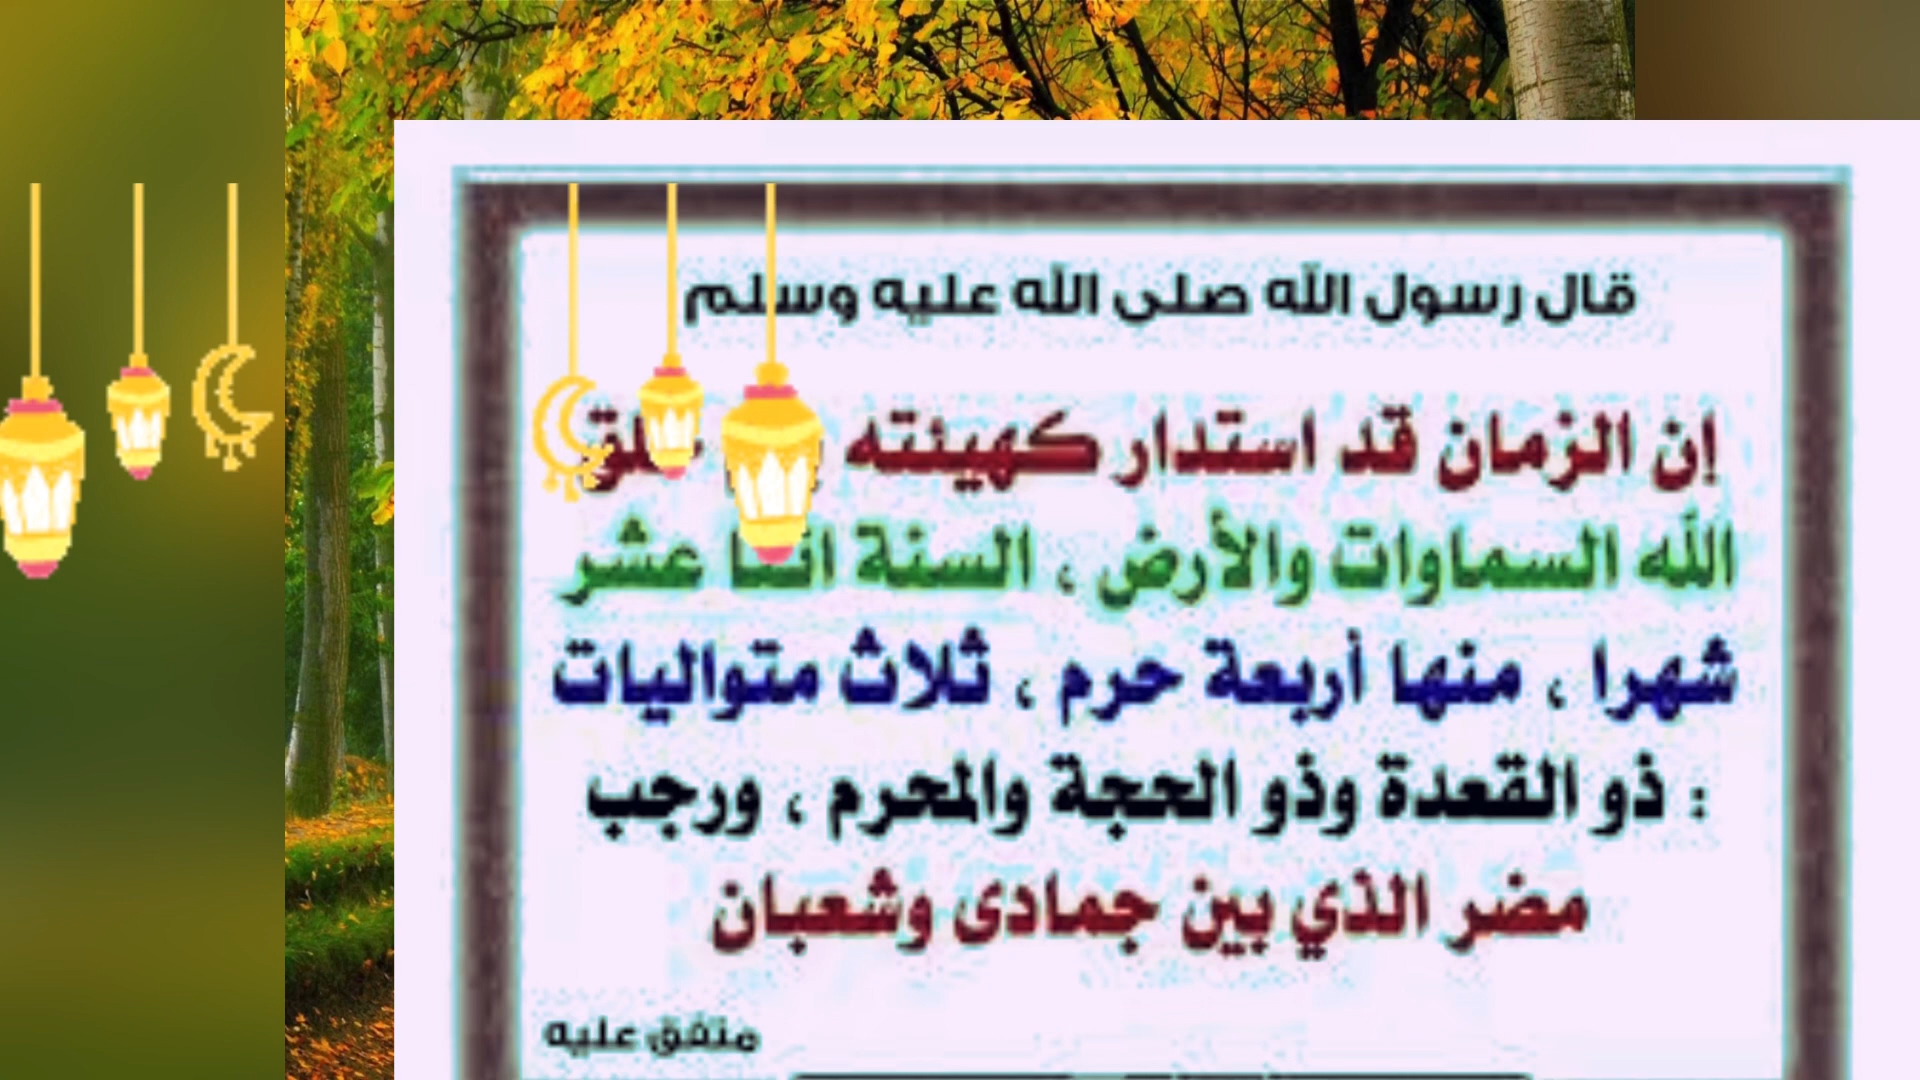 قال رسول الله صلى الله عليه وسلم
إن الزمان قد استدار كهيئته
الله السماوات والأرض ، السنة اثنا عشر
شهرا ، منها أربعة حرم ، ثلاث متواليات
: ذو القعدة وذو الحجة والمحرم ، ورجب
مضر الذي بين جمادى وشعبان
متفق عليه